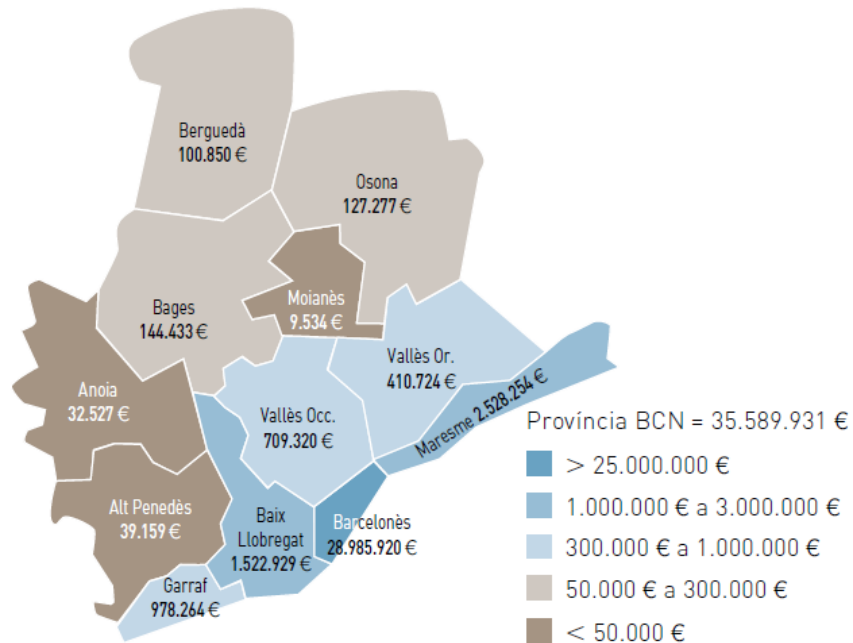 Berguedà
100.850 €
Osona
127.277 €
Moianès
9.534 €
Bages
144.433 €
Vallès Or.
410.724 €
Anoia
32.527 €
Vallès Occ.
709.320 €
Maresme 2.528.254 €
Alt Penedès
39.159 €
Baix
Llobregat
1.522.929 €
Barcelonès
28.985.920 €
Garraf
978.264 €
Província BCN = 35.589.931 €
> 25.000.000 €
1.000.000 € a 3.000.000 €
300.000 € a 1.000.000 €
50.000 € a 300.000 €
< 50.000 €